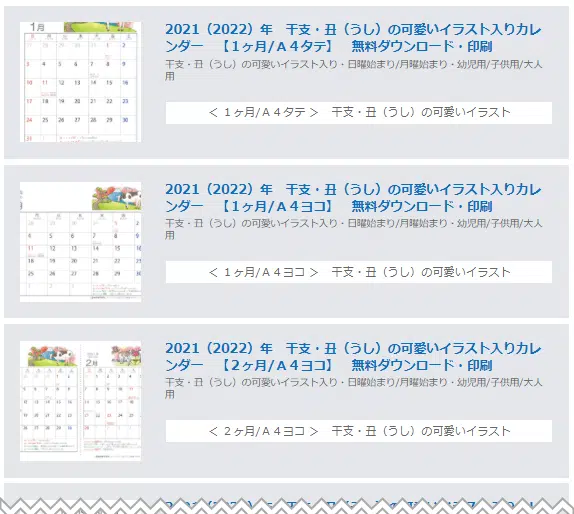 1月
2021（2022）年　干支・丑（うし）の可愛いイラスト入りカレ
ンダー　【１ヶ月/Ａ４タテ】　無料ダウンロード・印刷
干支・丑（うし）の可愛いイラスト入り・日曜始まり/月曜始まり・幼児用/子供用/大人
用
＜ １ヶ月/Ａ４タテ ＞　干支・丑（うし）の可愛いイラスト
2021（2022）年　干支・丑（うし）の可愛いイラスト入りカレ
ンダー　【１ヶ月/Ａ４ヨコ】　無料ダウンロード・印刷
干支・丑（うし）の可愛いイラスト入り・日曜始まり/月曜始まり・幼児用/子供用/大人
用
＜ １ヶ月/Ａ４ヨコ ＞　干支・丑（うし）の可愛いイラスト
2月
2021（2022）年　干支・丑（うし）の可愛いイラスト入りカレ
ンダー　【２ヶ月/Ａ４ヨコ】　無料ダウンロード・印刷
干支・丑（うし）の可愛いイラスト入り・日曜始まり/月曜始まり・幼児用/子供用/大人
用
＜ ２ヶ月/Ａ４ヨコ ＞　干支・丑（うし）の可愛いイラスト